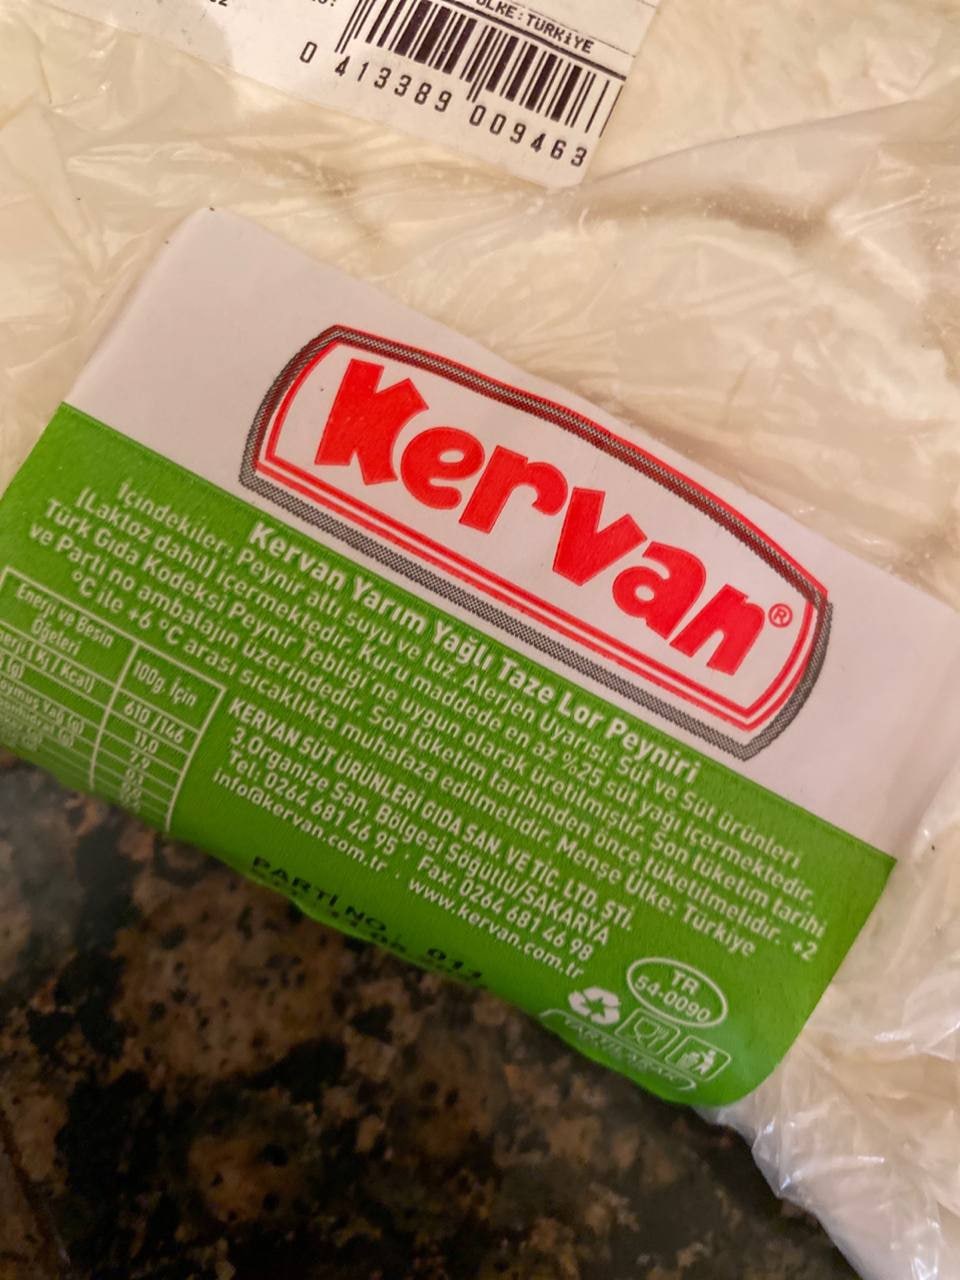 ÜLKE:TÜRKİYE
0 413389 009463
Kervan®
Kervan Yarım Yağlı Taze Lor Peyniri
İçindekiler: Peynir altı suyu ve tuz. Alerjen Uyarısı: Süt ve Süt ürünleri
(Laktoz dahil) içermektedir. Kuru maddede en az %25 süt yağı içermektedir.
Türk Gıda Kodeksi Peynir Tebliği'ne uygun olarak üretilmiştir. Son tüketim tarihi
ve Parti no ambalajın üzerindedir. Son tüketim tarihinden önce tüketilmelidir. +2
°C ile +6 °C arası sıcaklıkta muhafaza edilmelidir. Menşe Ülke: Türkiye
Enerji ve Besin
Öğeleri
100g. İçin
610 / 146
11,0
7,9
KERVAN SÜT ÜRÜNLERİ GIDA SAN. VE TİC. LTD. ŞTİ.
3.Organize San. Bölgesi Söğütlü/SAKARYA
Tel: 0264 681 46 95 · Fax: 0264 681 46 98
info@kervan.com.tr · www.kervan.com.tr
PARTİ NO
011
TR
54-0090